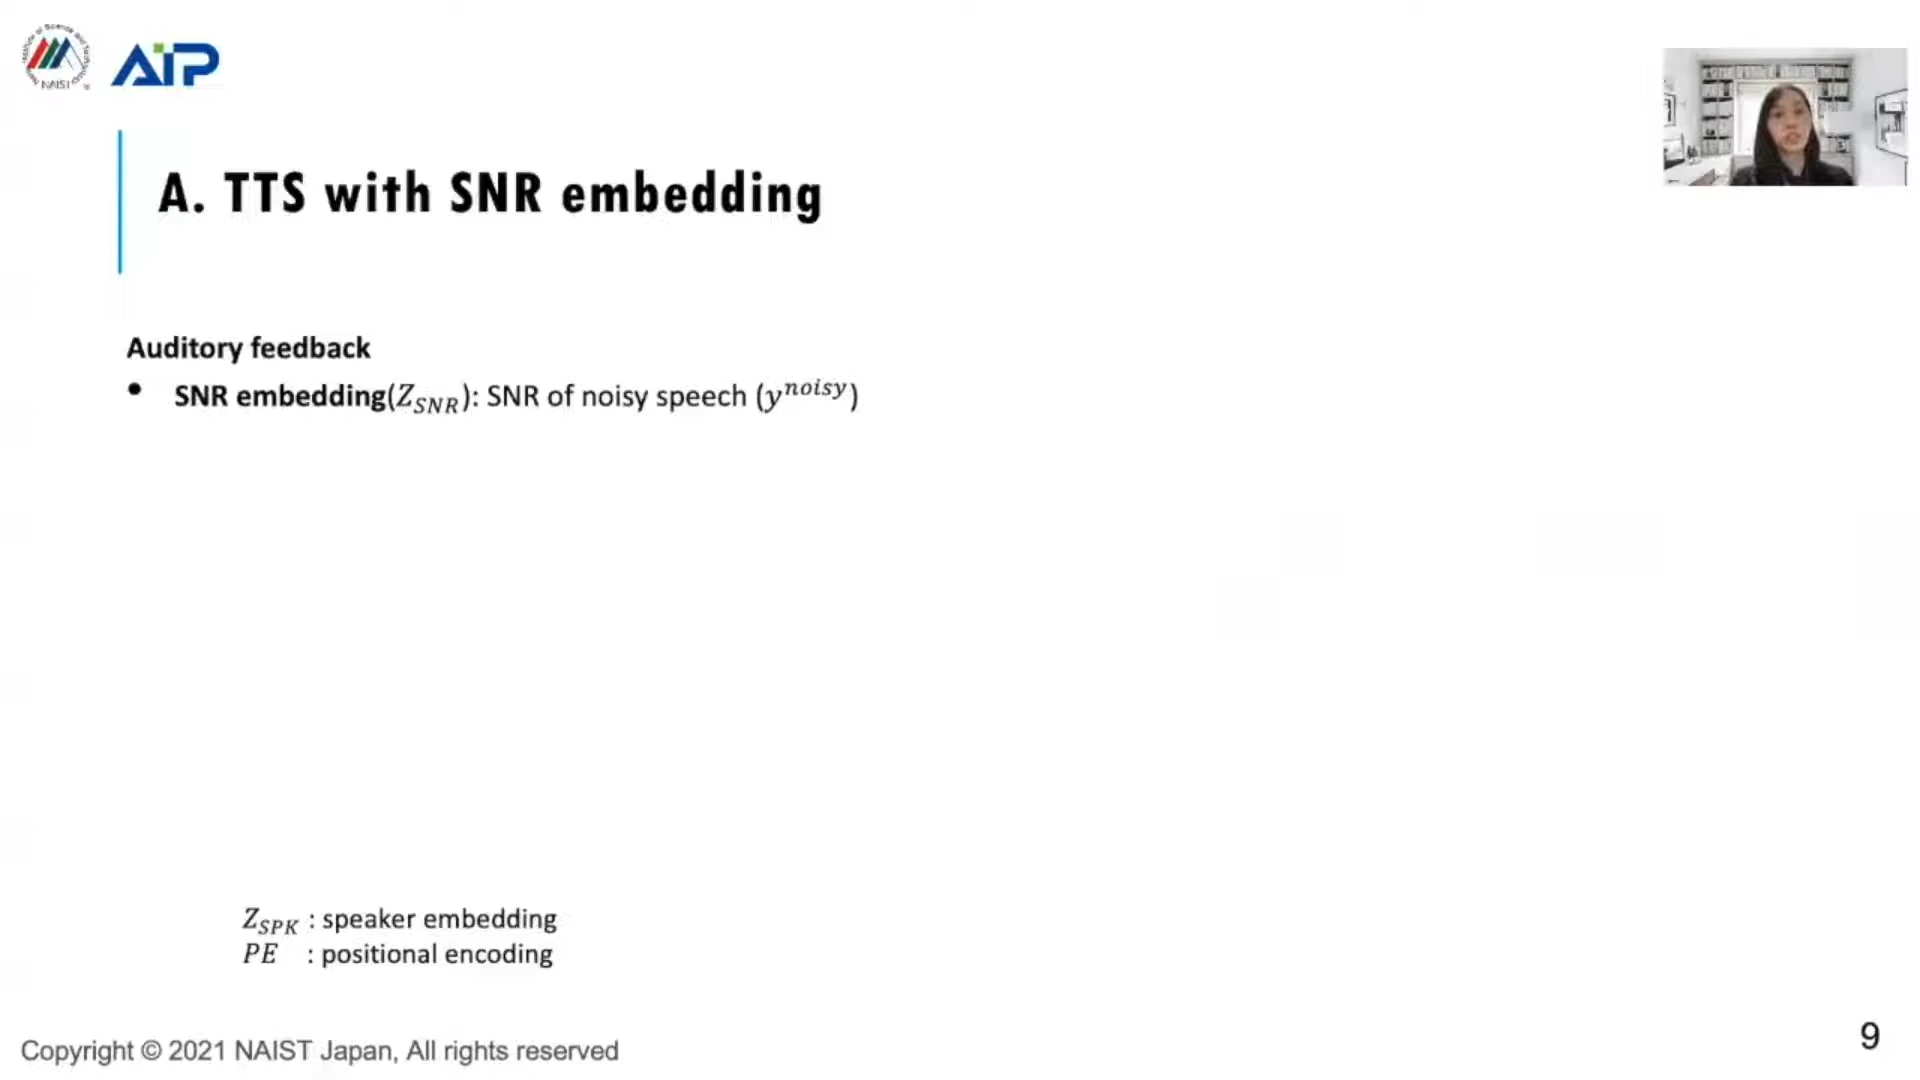 NAIST
AIP
A. TTS with SNR embedding
Auditory feedback
• SNR embedding(Z_SNR): SNR of noisy speech (y^noisy)
Z_SPK : speaker embedding
PE : positional encoding
Copyright © 2021 NAIST Japan, All rights reserved
9